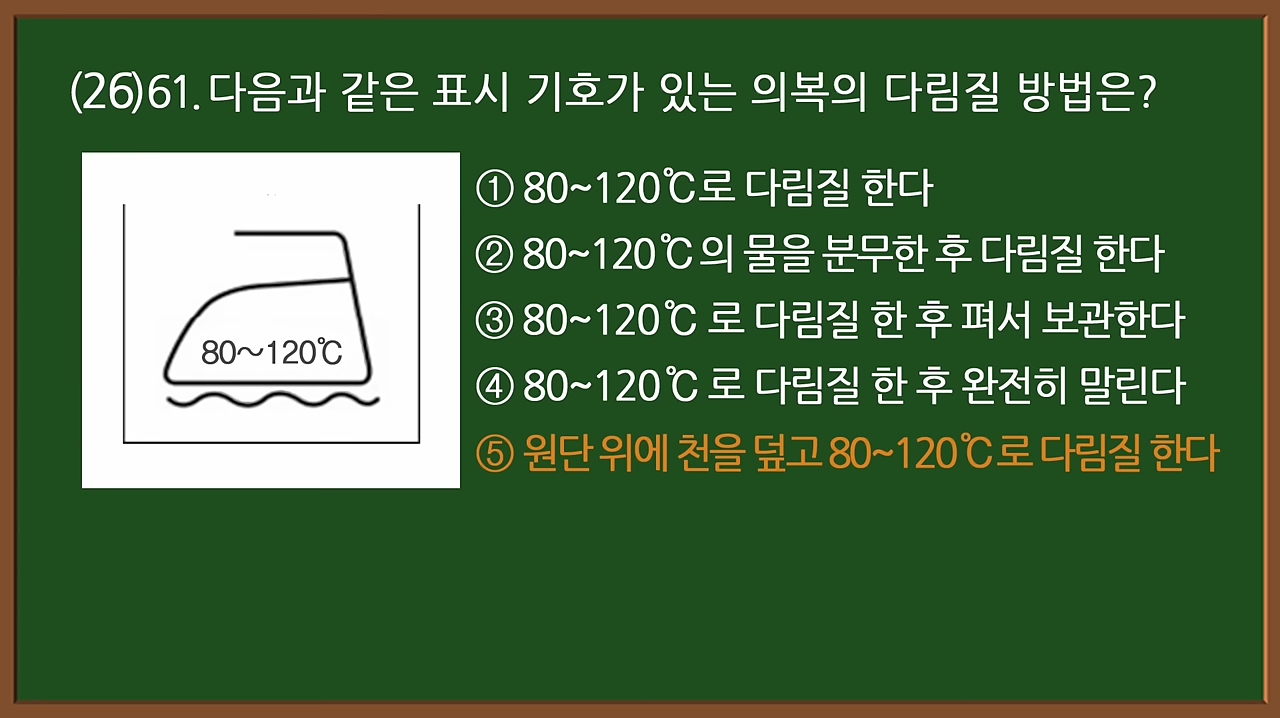 (26)61. 다음과 같은 표시 기호가 있는 의복의 다림질 방법은?
80~120℃
① 80~120℃로 다림질 한다
② 80~120℃의 물을 분무한 후 다림질 한다
③ 80~120℃ 로 다림질 한 후 펴서 보관한다
④ 80~120℃ 로 다림질 한 후 완전히 말린다
⑤ 원단 위에 천을 덮고 80~120℃로 다림질 한다